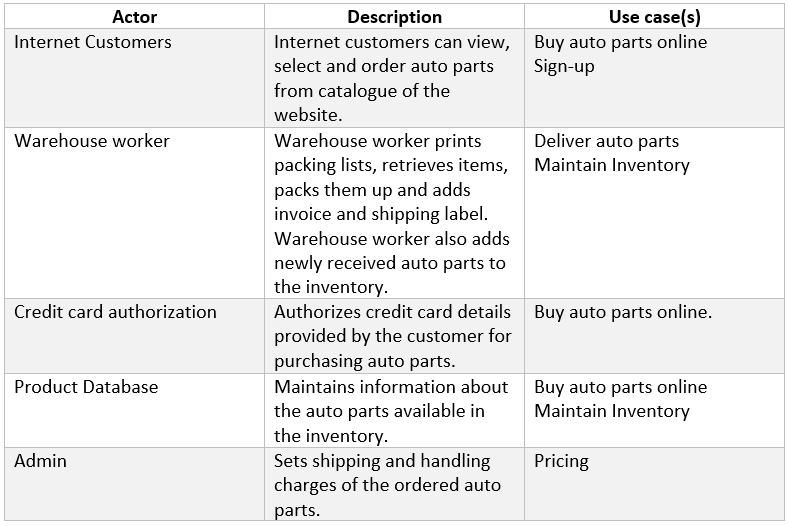 Actor Description Use case(s)
Internet Customers Internet customers can view, Buy auto parts online
select and order auto parts Sign-up
from catalogue of the
website.
Warehouse worker Warehouse worker prints Deliver auto parts
packing lists, retrieves items, Maintain Inventory
packs them up and adds
invoice and shipping label.
Warehouse worker also adds
newly received auto parts to
the inventory.
Credit card authorization Authorizes credit card details Buy auto parts online.
provided by the customer for
purchasing auto parts.
Product Database Maintains information about Buy auto parts online
the auto parts available in Maintain Inventory
the inventory.
Admin Sets shipping and handling Pricing
charges of the ordered auto
parts.